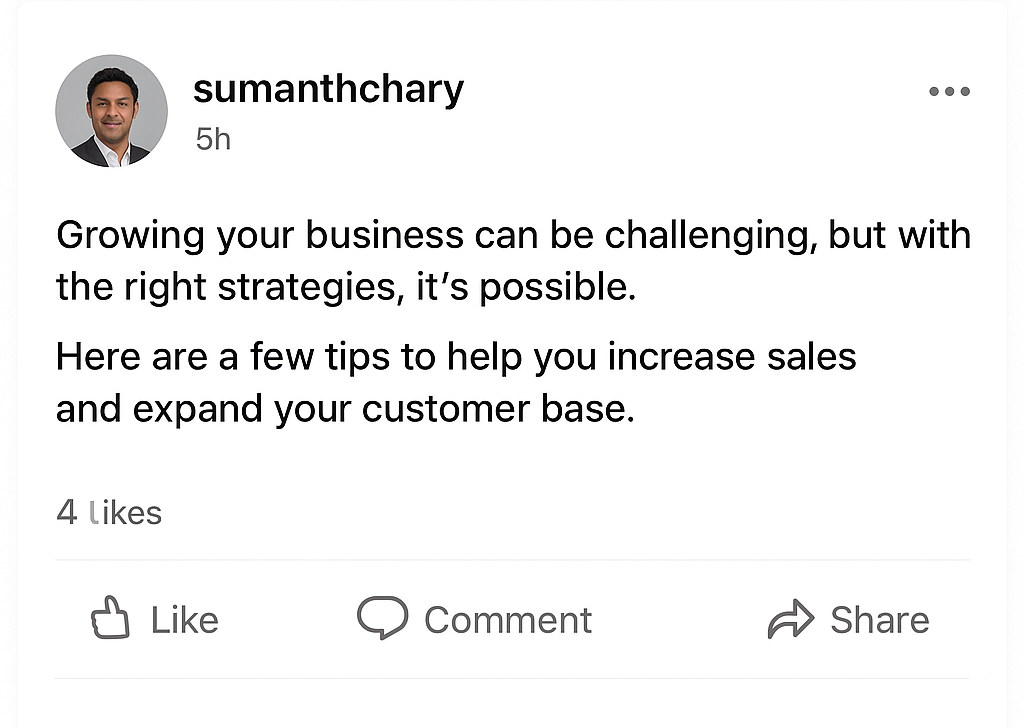 sumanthchary
5h
Growing your business can be challenging, but with
the right strategies, it’s possible.
Here are a few tips to help you increase sales
and expand your customer base.
4 likes
Like
Comment
Share